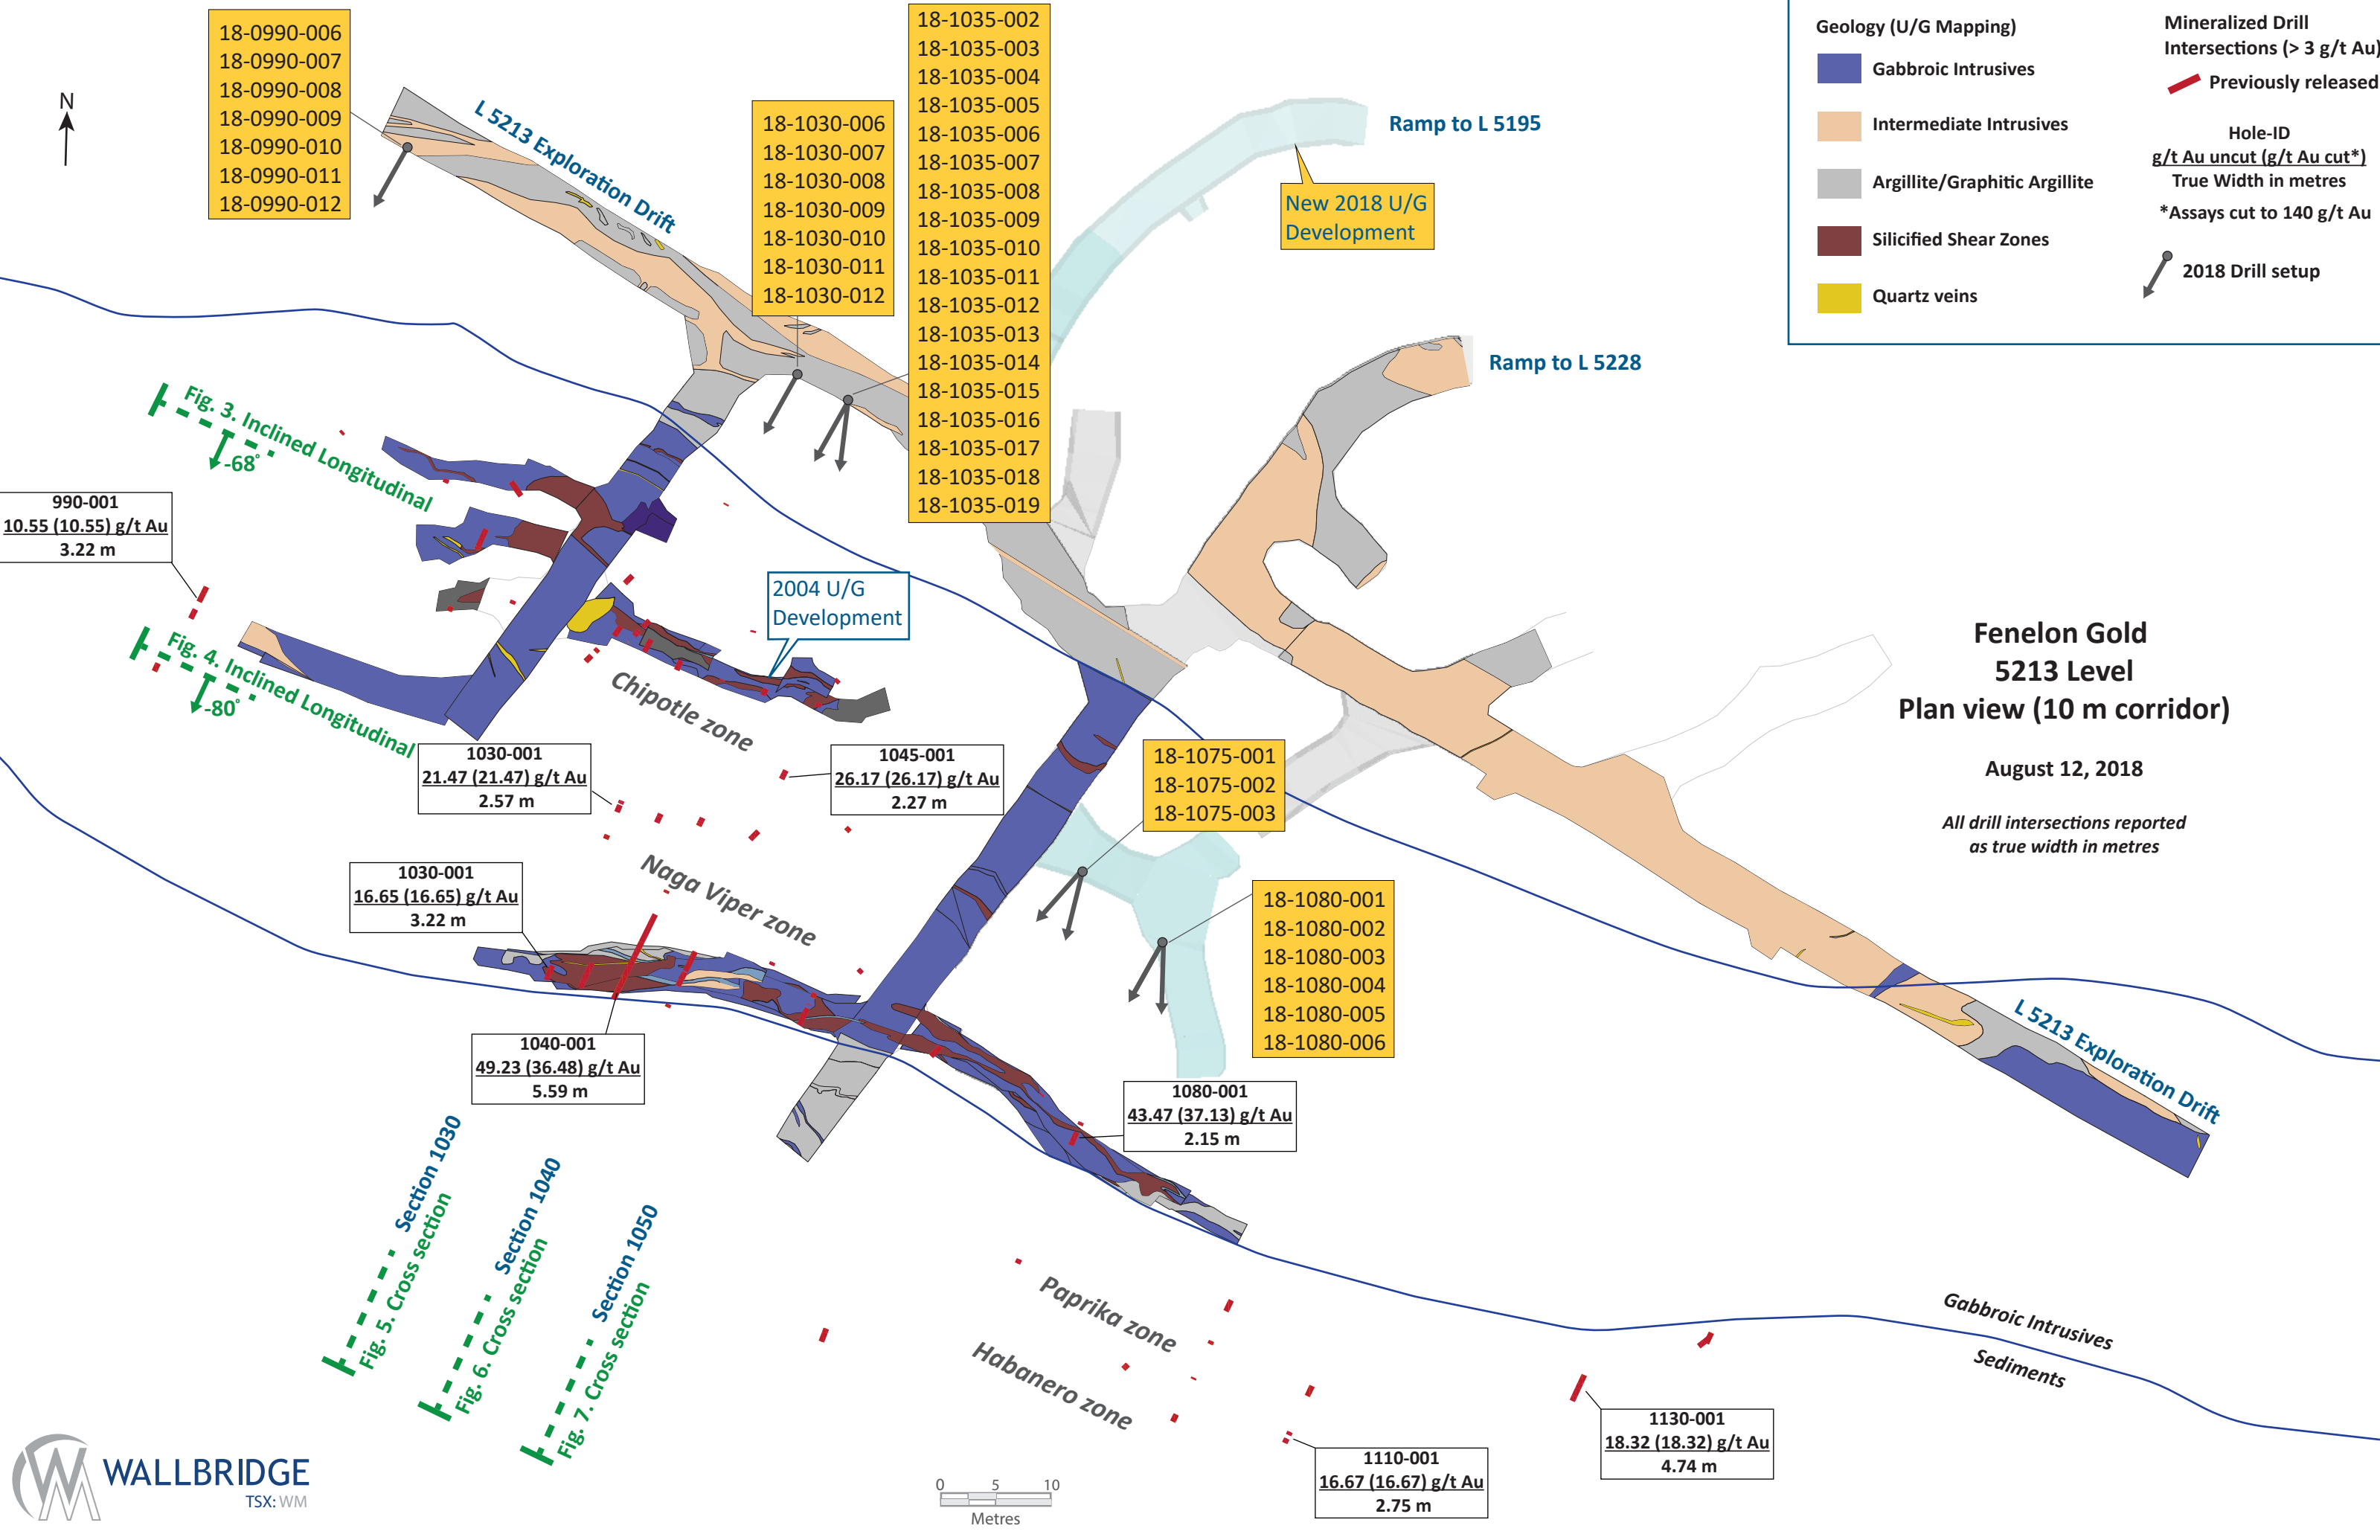 18-0990-006
18-0990-007
18-0990-008
18-0990-009
18-0990-010
18-0990-011
18-0990-012
N
L 5213 Exploration Drift
18-1030-006
18-1030-007
18-1030-008
18-1030-009
18-1030-010
18-1030-011
18-1030-012
18-1035-002
18-1035-003
18-1035-004
18-1035-005
18-1035-006
18-1035-007
18-1035-008
18-1035-009
18-1035-010
18-1035-011
18-1035-012
18-1035-013
18-1035-014
18-1035-015
18-1035-016
18-1035-017
18-1035-018
18-1035-019
Ramp to L 5195
New 2018 U/G
Development
Ramp to L 5228
Geology (U/G Mapping)
Gabbroic Intrusives
Intermediate Intrusives
Argillite/Graphitic Argillite
Silicified Shear Zones
Quartz veins
Mineralized Drill
Intersections (> 3 g/t Au)
Previously released
Hole-ID
g/t Au uncut (g/t Au cut*)
True Width in metres
*Assays cut to 140 g/t Au
2018 Drill setup
Fig. 3. Inclined Longitudinal
-68°
990-001
10.55 (10.55) g/t Au
3.22 m
Fig. 4. Inclined Longitudinal
-80°
2004 U/G
Development
Chipotle zone
1030-001
21.47 (21.47) g/t Au
2.57 m
1045-001
26.17 (26.17) g/t Au
2.27 m
18-1075-001
18-1075-002
18-1075-003
Fenelon Gold
5213 Level
Plan view (10 m corridor)
August 12, 2018
All drill intersections reported
as true width in metres
Naga Viper zone
1030-001
16.65 (16.65) g/t Au
3.22 m
18-1080-001
18-1080-002
18-1080-003
18-1080-004
18-1080-005
18-1080-006
1040-001
49.23 (36.48) g/t Au
5.59 m
1080-001
43.47 (37.13) g/t Au
2.15 m
L 5213 Exploration Drift
Section 1030
Fig. 5. Cross section
Section 1040
Fig. 6. Cross section
Section 1050
Fig. 7. Cross section
Paprika zone
Habanero zone
Gabbroic Intrusives
Sediments
1130-001
18.32 (18.32) g/t Au
4.74 m
1110-001
16.67 (16.67) g/t Au
2.75 m
WALLBRIDGE
TSX: WM
0 5 10
Metres